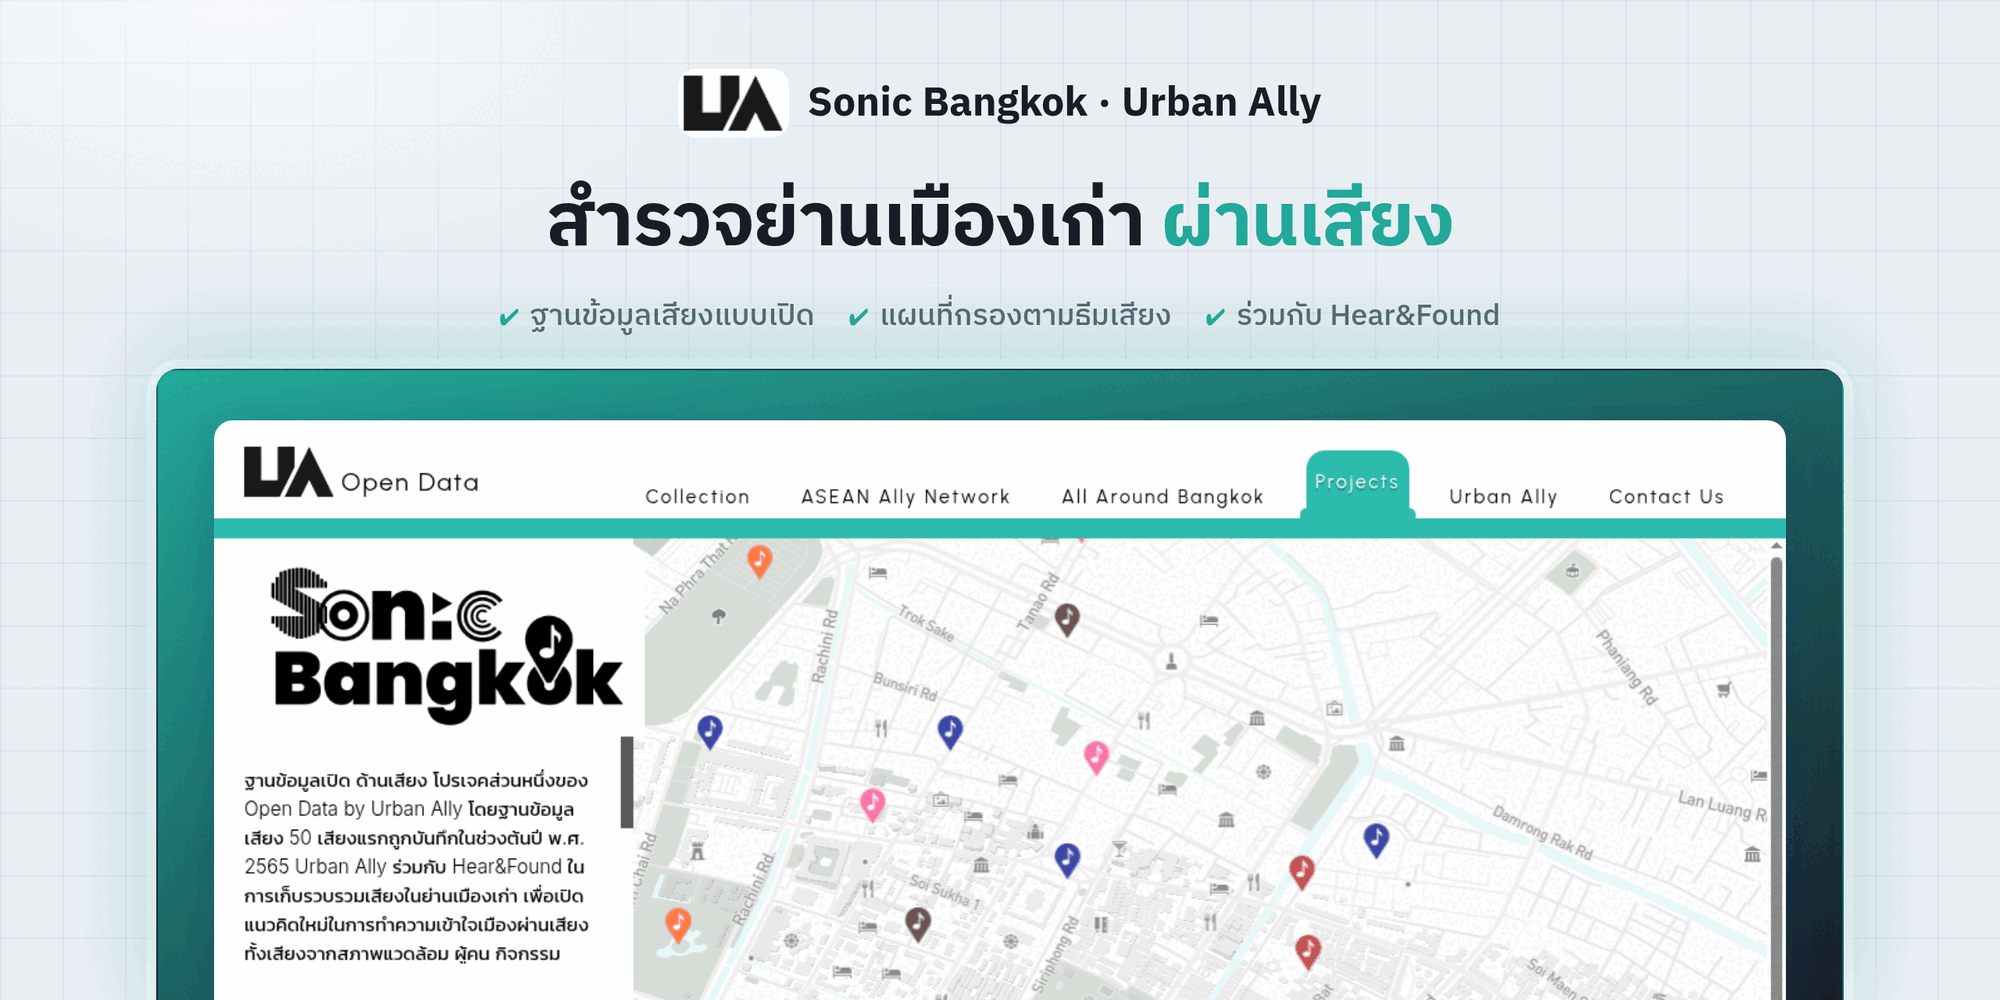 UA Sonic Bangkok · Urban Ally
สำรวจย่านเมืองเก่า ผ่านเสียง
✔ ฐานข้อมูลเสียงแบบเปิด ✔ แผนที่กรองตามธีมเสียง ✔ ร่วมกับ Hear&Found
UA Open Data
Collection
ASEAN Ally Network
All Around Bangkok
Projects
Urban Ally
Contact Us
Sonic
Bangkok
ฐานข้อมูลเปิด ด้านเสียง โปรเจคส่วนหนึ่งของ
Open Data by Urban Ally โดยฐานข้อมูล
เสียง 50 เสียงแรกถูกบันทึกในช่วงต้นปี พ.ศ.
2565 Urban Ally ร่วมกับ Hear&Found ใน
การเก็บรวบรวมเสียงในย่านเมืองเก่า เพื่อเปิด
แนวคิดใหม่ในการทำความเข้าใจเมืองผ่านเสียง
ทั้งเสียงจากสภาพแวดล้อม ผู้คน กิจกรรม
Na Phra That
Rachini Rd
Trok Sake
Tanao Rd
Bunsiri Rd
Phaniang Rd
Lan Luang R
Damrong Rak Rd
Chai Rd
Rachini Rd
Soi Sukha 1
Siriphong Rd
Soi Maen
Rat